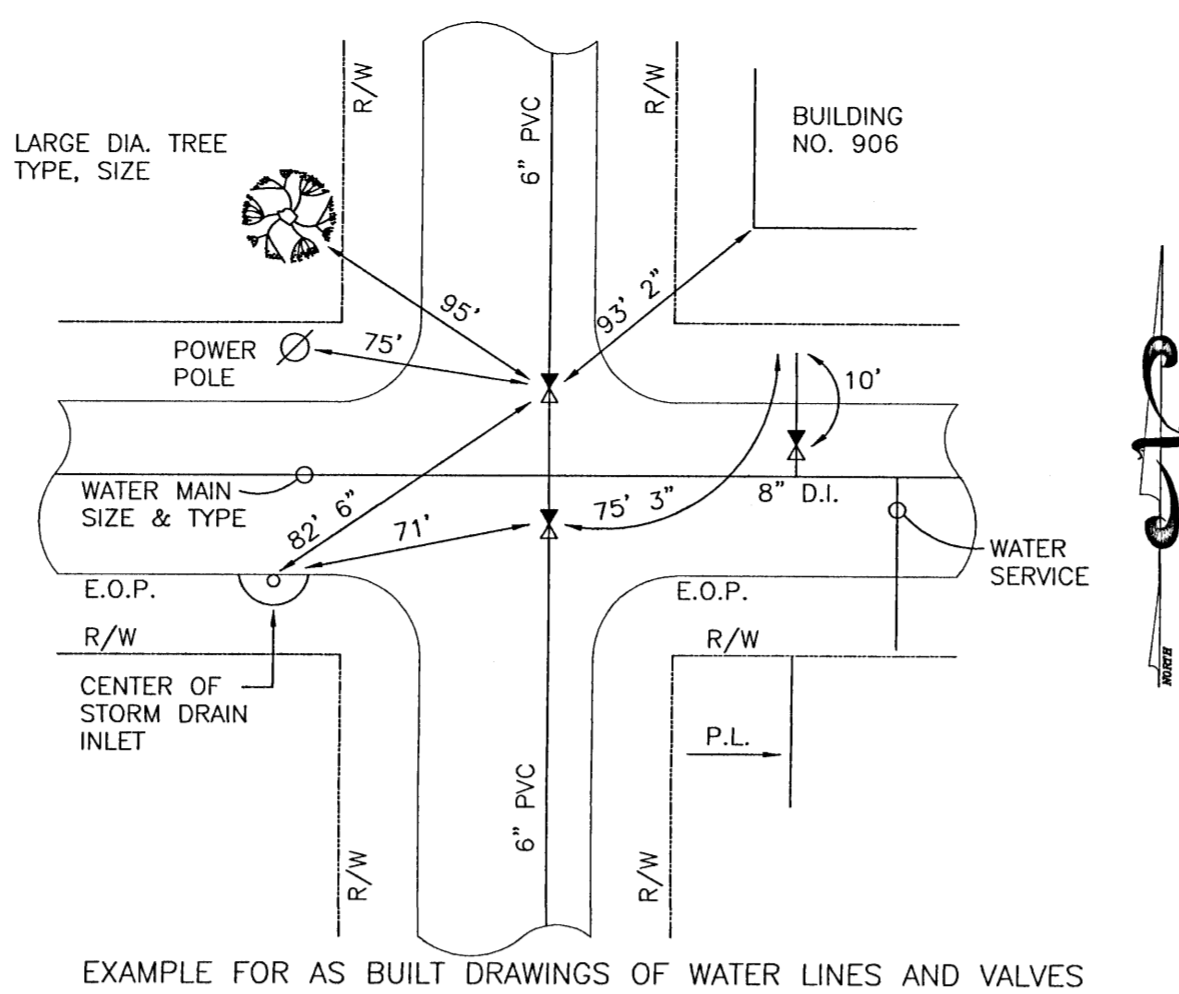 R/W
R/W
6” PVC
BUILDING
NO. 906
LARGE DIA. TREE
TYPE, SIZE
95'
93' 2”
POWER
POLE
75'
10'
WATER MAIN
SIZE & TYPE
82' 6”
71'
75' 3”
8” D.I.
WATER
SERVICE
E.O.P.
E.O.P.
R/W
R/W
CENTER OF
STORM DRAIN
INLET
P.L.
6” PVC
R/W
R/W
NORTH
EXAMPLE FOR AS BUILT DRAWINGS OF WATER LINES AND VALVES